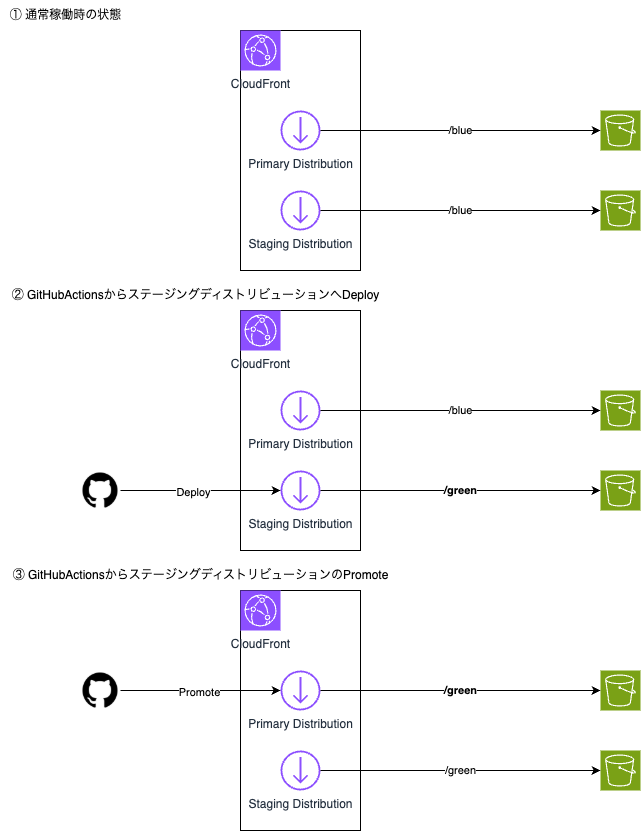 ① 通常稼働時の状態
CloudFront
/blue
Primary Distribution
/blue
Staging Distribution
② GitHubActionsからステージングディストリビューションへDeploy
CloudFront
/blue
Primary Distribution
Deploy
/green
Staging Distribution
③ GitHubActionsからステージングディストリビューションのPromote
CloudFront
Promote
/green
Primary Distribution
/green
Staging Distribution